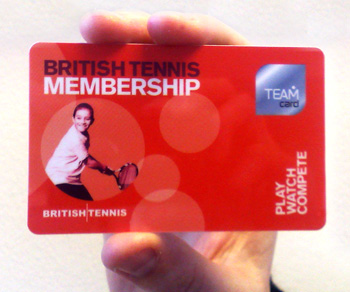 BRITISH TENNIS
MEMBERSHIP
TEAM
card
BRITISH TENNIS
PLAY
WATCH
COMPETE